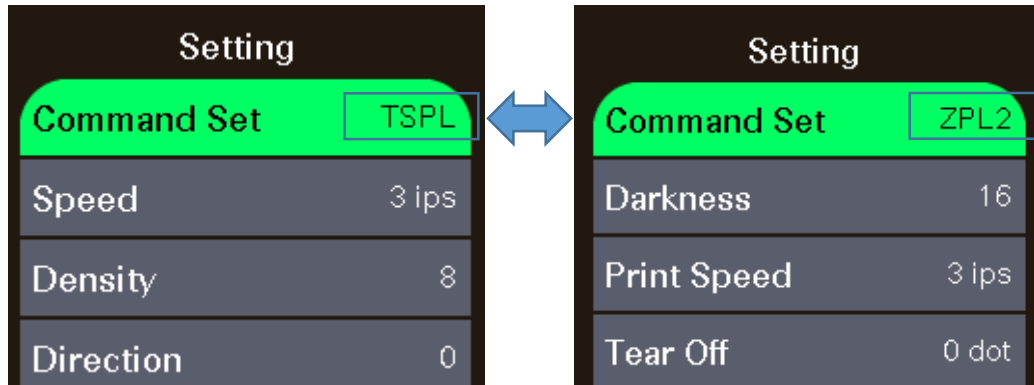 Setting
Command Set TSPL
Speed 3 ips
Density 8
Direction 0
Setting
Command Set ZPL2
Darkness 16
Print Speed 3 ips
Tear Off 0 dot